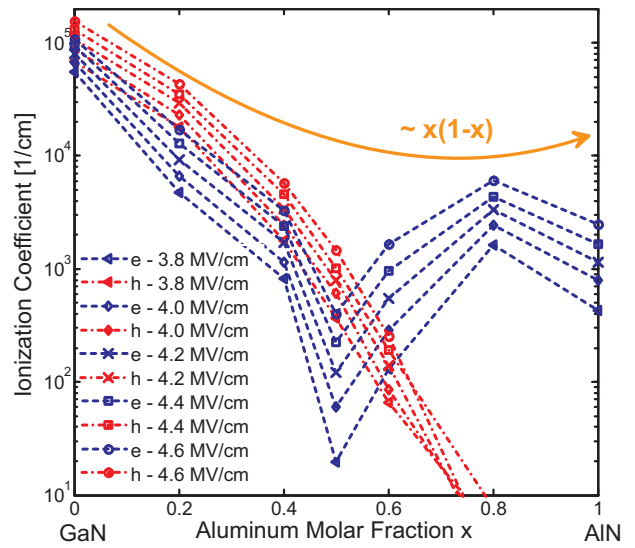 10^5
10^4
10^3
10^2
10^1
Ionization Coefficient [1/cm]
~ x(1-x)
e - 3.8 MV/cm
h - 3.8 MV/cm
e - 4.0 MV/cm
h - 4.0 MV/cm
e - 4.2 MV/cm
h - 4.2 MV/cm
e - 4.4 MV/cm
h - 4.4 MV/cm
e - 4.6 MV/cm
h - 4.6 MV/cm
0 0.2 0.4 0.6 0.8 1
GaN Aluminum Molar Fraction x AlN